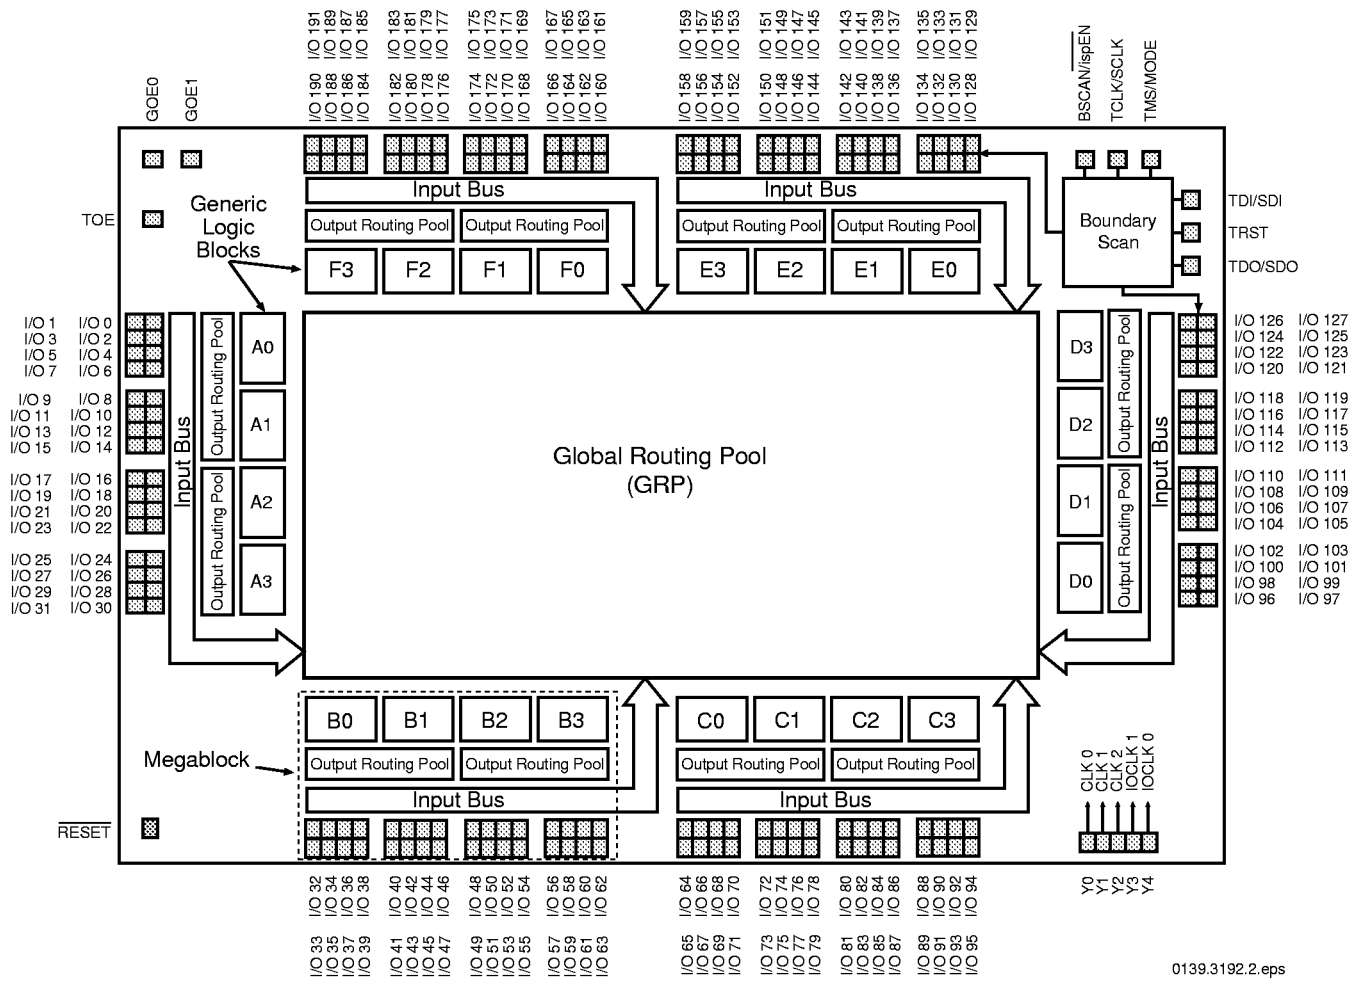 I/O 191
I/O 189
I/O 187
I/O 185
I/O 183
I/O 181
I/O 179
I/O 177
I/O 175
I/O 173
I/O 171
I/O 169
I/O 167
I/O 165
I/O 163
I/O 161
I/O 159
I/O 157
I/O 155
I/O 153
I/O 151
I/O 149
I/O 147
I/O 145
I/O 143
I/O 141
I/O 139
I/O 137
I/O 135
I/O 133
I/O 131
I/O 129
I/O 190
I/O 188
I/O 186
I/O 184
I/O 182
I/O 180
I/O 178
I/O 176
I/O 174
I/O 172
I/O 170
I/O 168
I/O 166
I/O 164
I/O 162
I/O 160
I/O 158
I/O 156
I/O 154
I/O 152
I/O 150
I/O 148
I/O 146
I/O 144
I/O 142
I/O 140
I/O 138
I/O 136
I/O 134
I/O 132
I/O 130
I/O 128
GOE0
GOE1
BSCAN/ispEN
TCLK/SCLK
TMS/MODE
TOE
Generic
Logic
Blocks
Input Bus
Input Bus
Output Routing Pool
Output Routing Pool
Output Routing Pool
Output Routing Pool
F3
F2
F1
F0
E3
E2
E1
E0
Boundary
Scan
TDI/SDI
TRST
TDO/SDO
I/O 1 I/O 0
I/O 3 I/O 2
I/O 5 I/O 4
I/O 7 I/O 6
I/O 9 I/O 8
I/O 11 I/O 10
I/O 13 I/O 12
I/O 15 I/O 14
I/O 17 I/O 16
I/O 19 I/O 18
I/O 21 I/O 20
I/O 23 I/O 22
I/O 25 I/O 24
I/O 27 I/O 26
I/O 29 I/O 28
I/O 31 I/O 30
Input Bus
Output Routing Pool
Output Routing Pool
A0
A1
A2
A3
Global Routing Pool
(GRP)
D3
D2
D1
D0
Output Routing Pool
Output Routing Pool
Input Bus
I/O 126 I/O 127
I/O 124 I/O 125
I/O 122 I/O 123
I/O 120 I/O 121
I/O 118 I/O 119
I/O 116 I/O 117
I/O 114 I/O 115
I/O 112 I/O 113
I/O 110 I/O 111
I/O 108 I/O 109
I/O 106 I/O 107
I/O 104 I/O 105
I/O 102 I/O 103
I/O 100 I/O 101
I/O 98 I/O 99
I/O 96 I/O 97
B0
B1
B2
B3
C0
C1
C2
C3
Output Routing Pool
Output Routing Pool
Output Routing Pool
Output Routing Pool
Input Bus
Input Bus
Megablock
RESET
CLK 0
CLK 1
CLK 2
IOCLK 1
IOCLK 0
Y0
Y1
Y2
Y3
Y4
I/O 32
I/O 34
I/O 36
I/O 38
I/O 40
I/O 42
I/O 44
I/O 46
I/O 48
I/O 50
I/O 52
I/O 54
I/O 56
I/O 58
I/O 60
I/O 62
I/O 64
I/O 66
I/O 68
I/O 70
I/O 72
I/O 74
I/O 76
I/O 78
I/O 80
I/O 82
I/O 84
I/O 86
I/O 88
I/O 90
I/O 92
I/O 94
I/O 33
I/O 35
I/O 37
I/O 39
I/O 41
I/O 43
I/O 45
I/O 47
I/O 49
I/O 51
I/O 53
I/O 55
I/O 57
I/O 59
I/O 61
I/O 63
I/O 65
I/O 67
I/O 69
I/O 71
I/O 73
I/O 75
I/O 77
I/O 79
I/O 81
I/O 83
I/O 85
I/O 87
I/O 89
I/O 91
I/O 93
I/O 95
0139.3192.2.eps